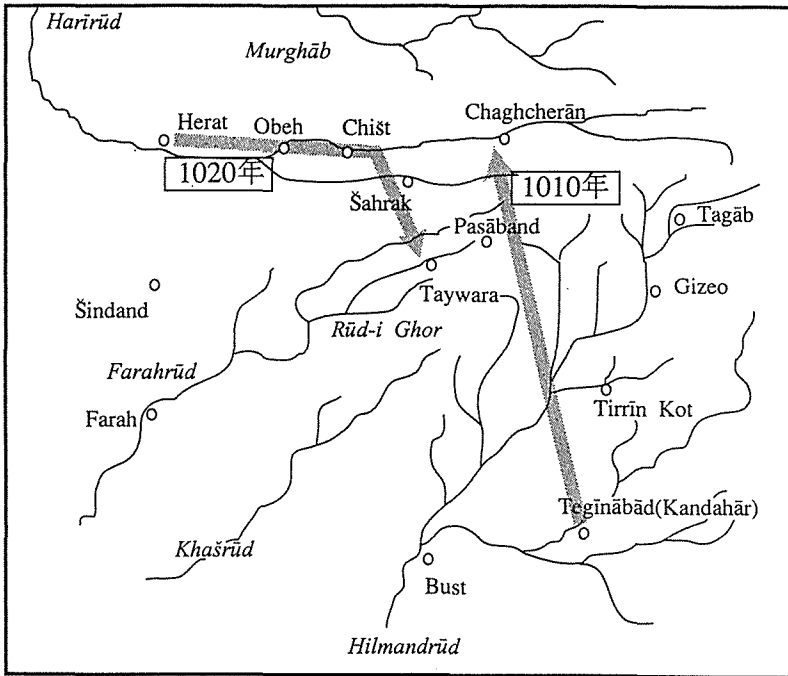 Harīrūd
Murghāb
Herat
Obeh
Chišt
Chaghcherān
1020年
1010年
Šahrak
Tagāb
Pasāband
Šindand
Taywara
Gizeo
Rūd-i Ghor
Farahrūd
Farah
Tirrīn Kot
Tegīnābād(Kandahār)
Khašrūd
Bust
Hilmandrūd